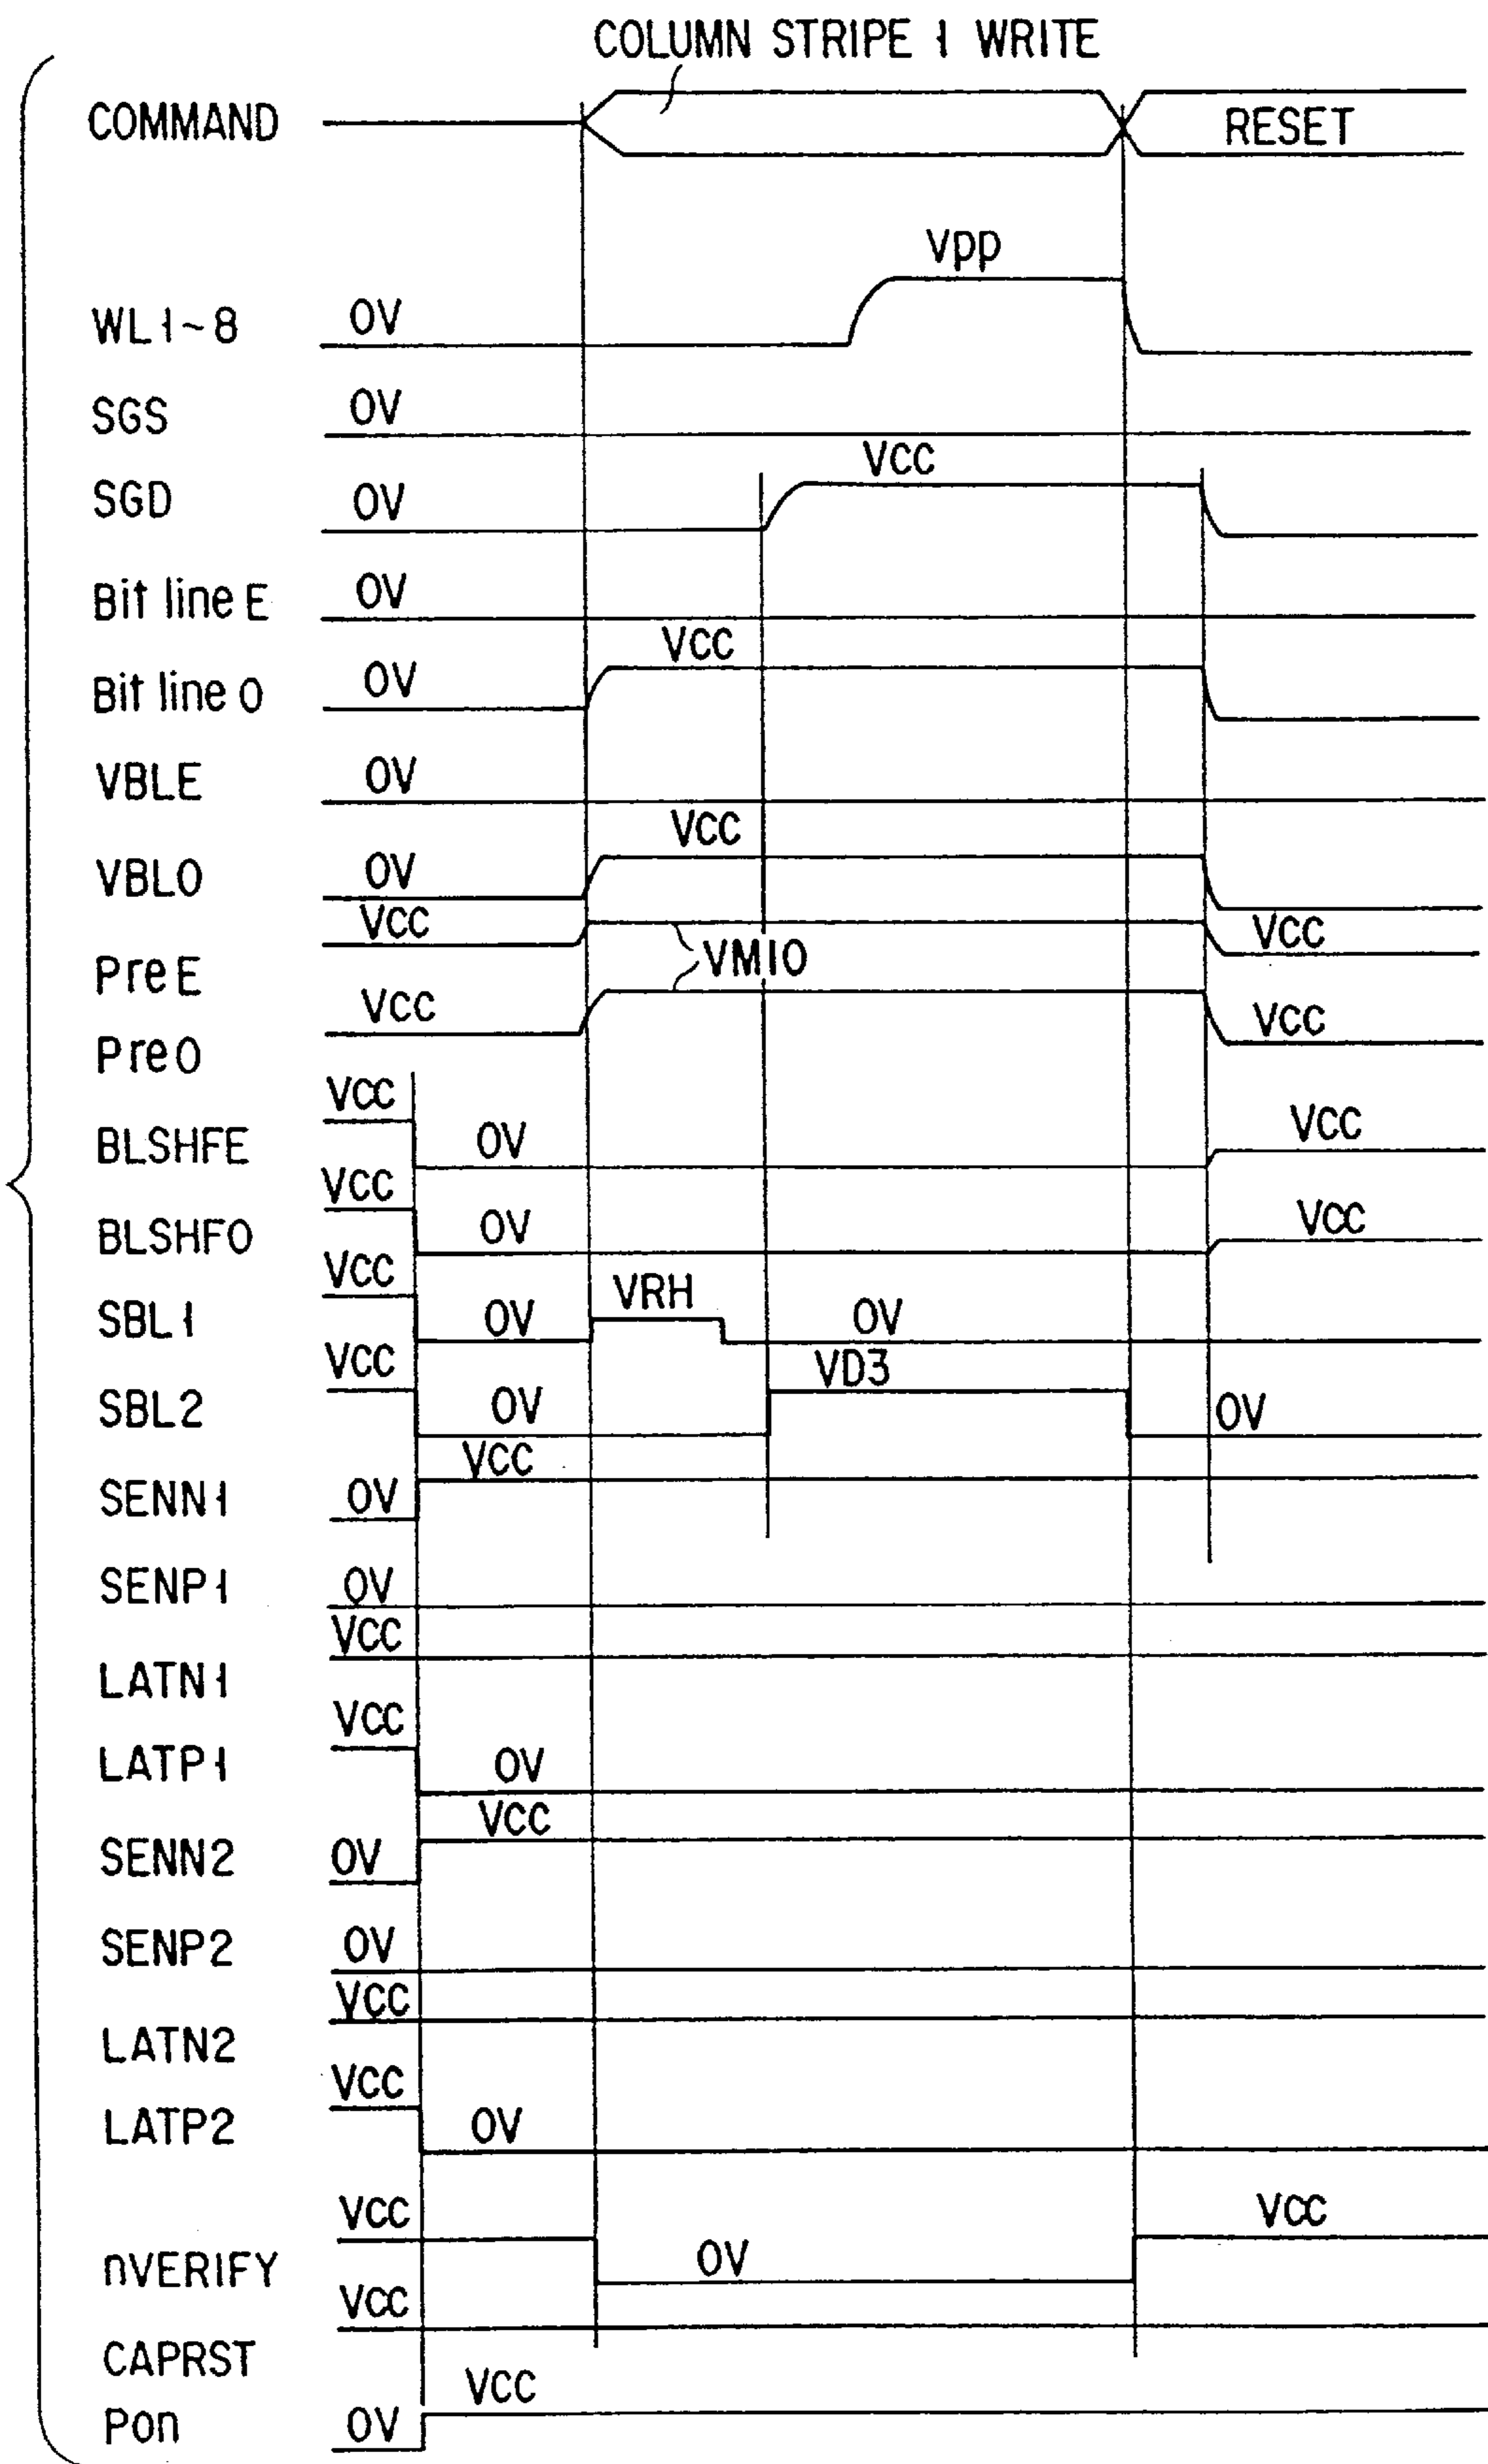 COLUMN STRIPE 1 WRITE
COMMAND RESET
Vpp
WL1~8 0V
SGS 0V
VCC
SGD 0V
Bit line E 0V
VCC
Bit line O 0V
VBLE 0V
VCC
VBLO 0V
VCC VCC
PreE VM10
VCC VCC
PreO
VCC
BLSHFE 0V VCC
VCC
BLSHFO 0V VCC
VCC
SBL1 0V VRH 0V
VCC VD3
SBL2 0V 0V
VCC
SENN1 0V
SENP1 0V
VCC
LATN1
VCC
LATP1 0V
VCC
SENN2 0V
SENP2 0V
VCC
LATN2
VCC
LATP2 0V
VCC VCC
nVERIFY 0V
VCC
CAPRST
VCC
Pon 0V